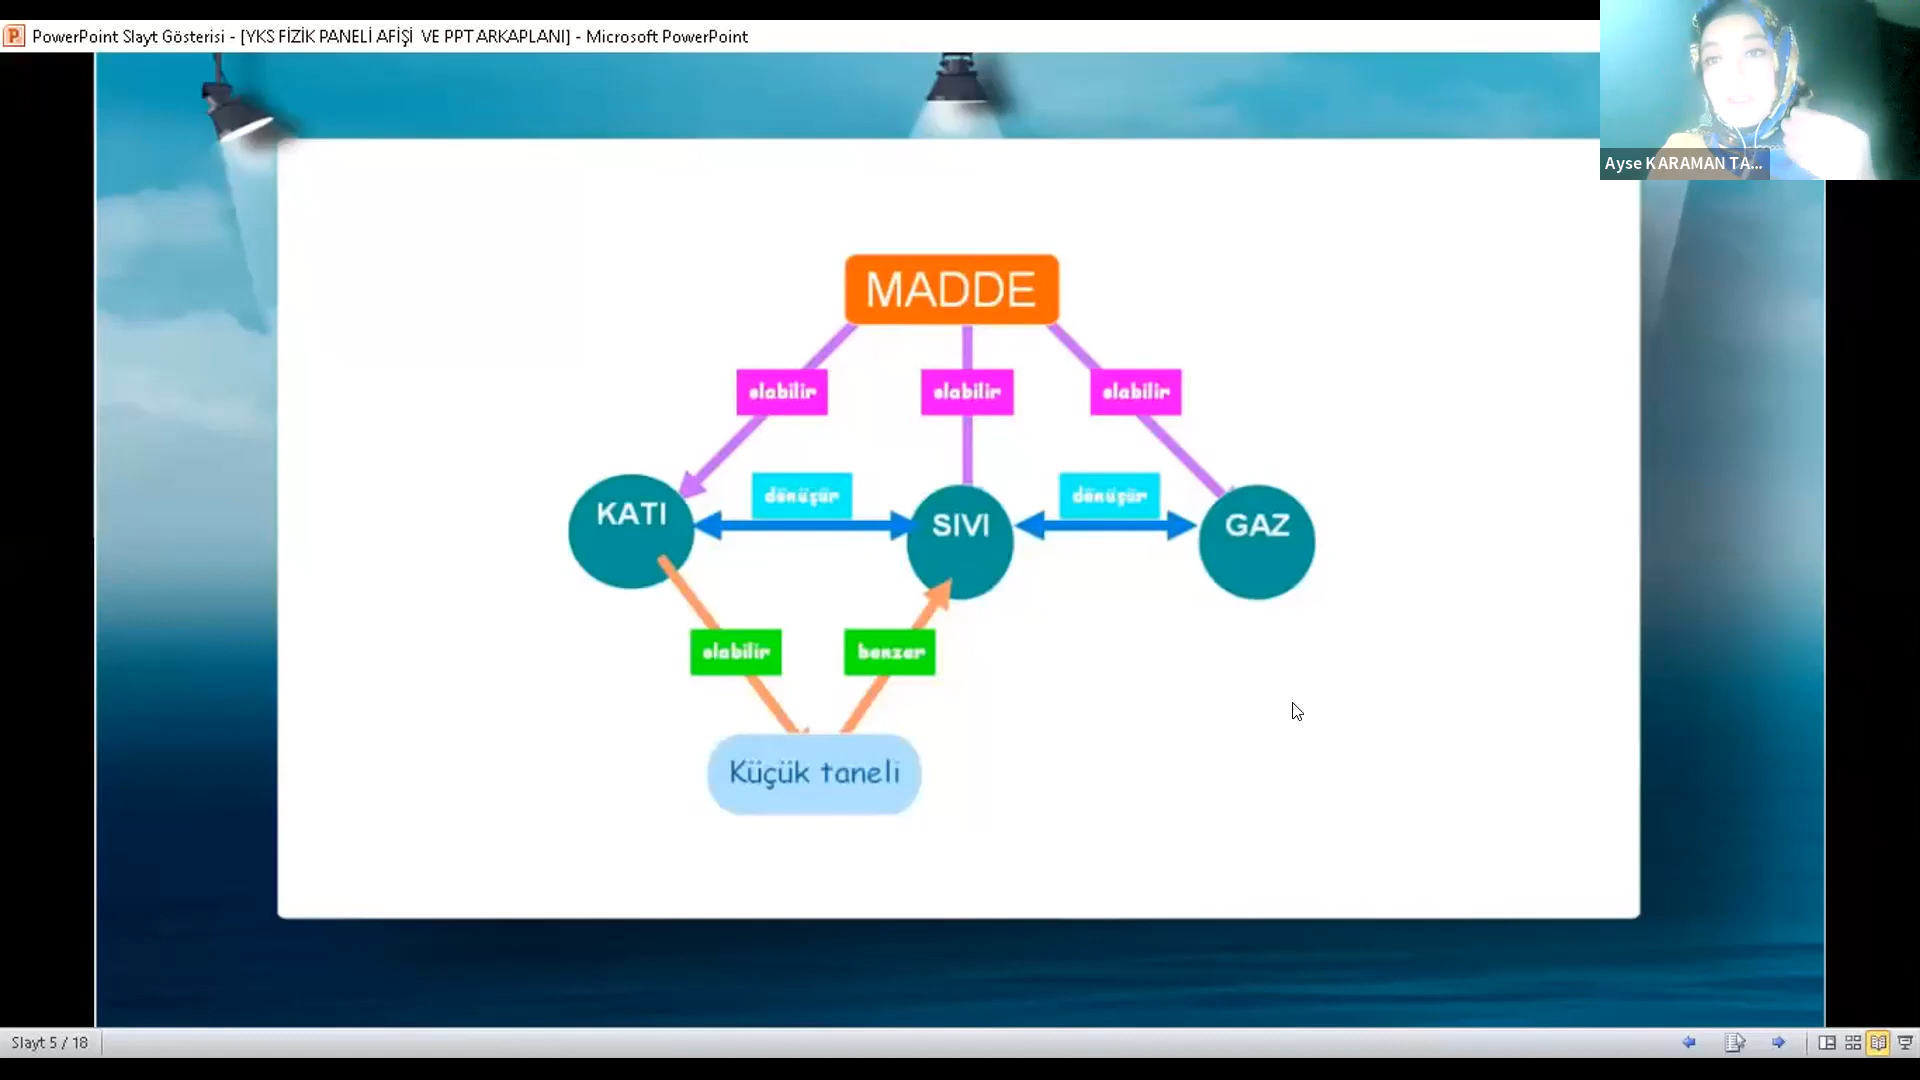 PowerPoint Slayt Gösterisi - [YKS FİZİK PANELİ AFİŞİ VE PPT ARKAPLANI] - Microsoft PowerPoint
Ayse KARAMAN TA...
MADDE
olabilir olabilir olabilir
KATI dönüşür SIVI dönüşür GAZ
olabilir benzer
Küçük taneli
Slayt 5 / 18